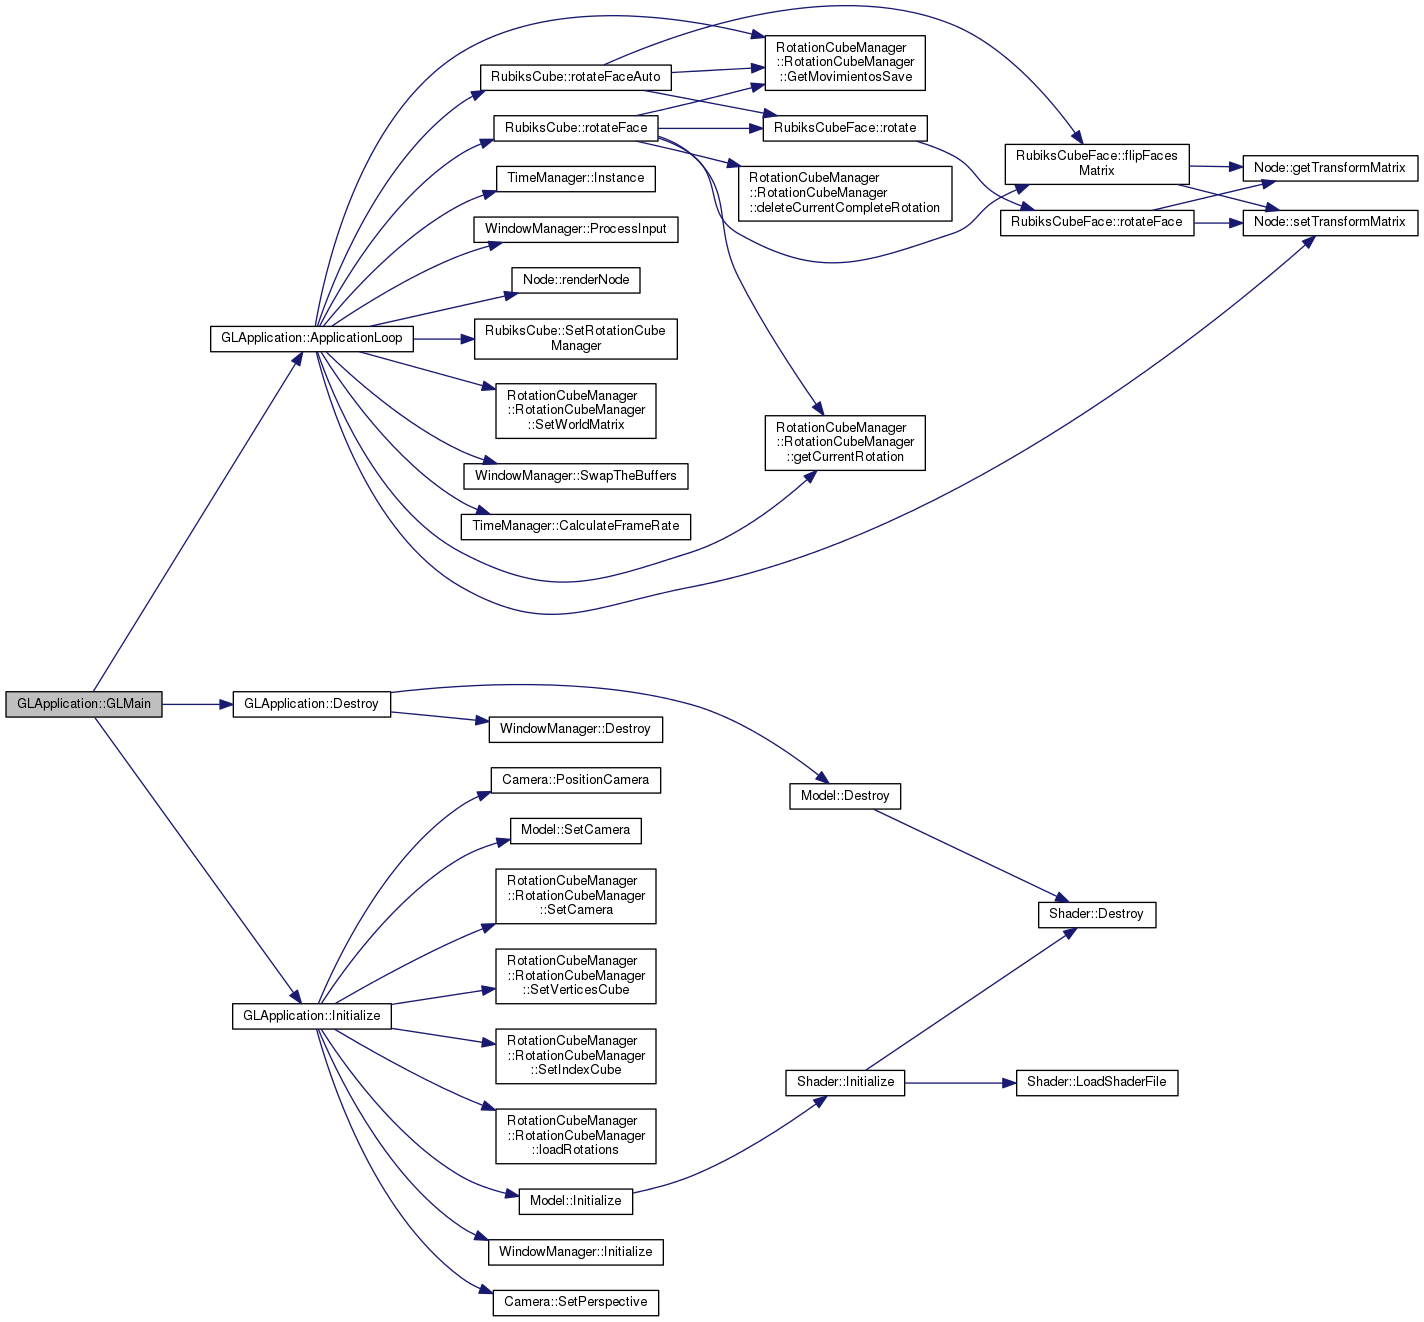 GLApplication::GLMain
GLApplication::ApplicationLoop
GLApplication::Destroy
GLApplication::Initialize
RubiksCube::rotateFaceAuto
RubiksCube::rotateFace
TimeManager::Instance
WindowManager::ProcessInput
Node::renderNode
RubiksCube::SetRotationCube
Manager
RotationCubeManager
::RotationCubeManager
::SetWorldMatrix
WindowManager::SwapTheBuffers
TimeManager::CalculateFrameRate
WindowManager::Destroy
Camera::PositionCamera
Model::SetCamera
RotationCubeManager
::RotationCubeManager
::SetCamera
RotationCubeManager
::RotationCubeManager
::SetVerticesCube
RotationCubeManager
::RotationCubeManager
::SetIndexCube
RotationCubeManager
::RotationCubeManager
::loadRotations
Model::Initialize
WindowManager::Initialize
Camera::SetPerspective
RotationCubeManager
::RotationCubeManager
::GetMovimientosSave
RubiksCubeFace::rotate
RotationCubeManager
::RotationCubeManager
::deleteCurrentCompleteRotation
RotationCubeManager
::RotationCubeManager
::getCurrentRotation
Model::Destroy
Shader::Initialize
RubiksCubeFace::flipFaces
Matrix
RubiksCubeFace::rotateFace
Shader::Destroy
Shader::LoadShaderFile
Node::getTransformMatrix
Node::setTransformMatrix